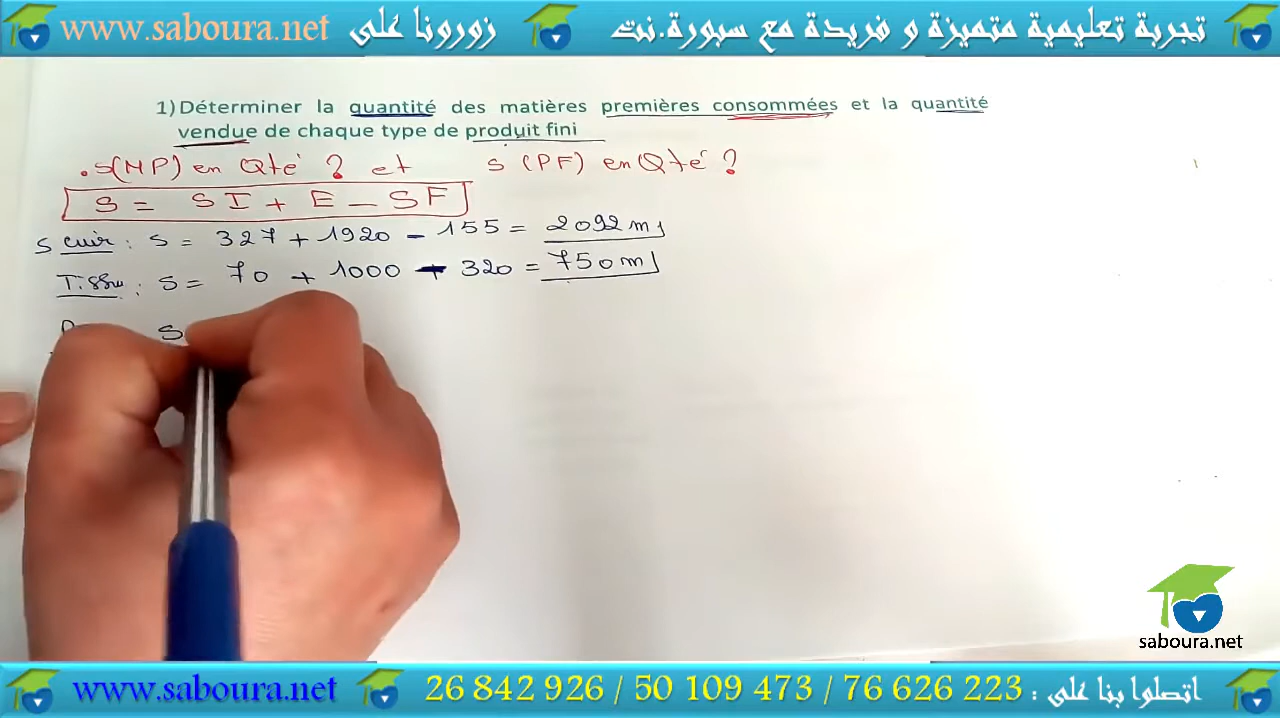 www.saboura.net زورونا على تجربة تعليمية متميزة و فريدة مع سبورة.نت
1) Déterminer la quantité des matières premières consommées et la quantité
vendue de chaque type de produit fini
. S(MP) en Qté ? et S (PF) en Qté ?
S = SI + E - SF
S cuir : S = 327 + 1920 - 155 = 2092 m
Tissu : S = 70 + 1000 - 320 = 750 m
S
saboura.net
www.saboura.net 26 842 926 / 50 109 473 / 76 626 223 : اتصلوا بنا على